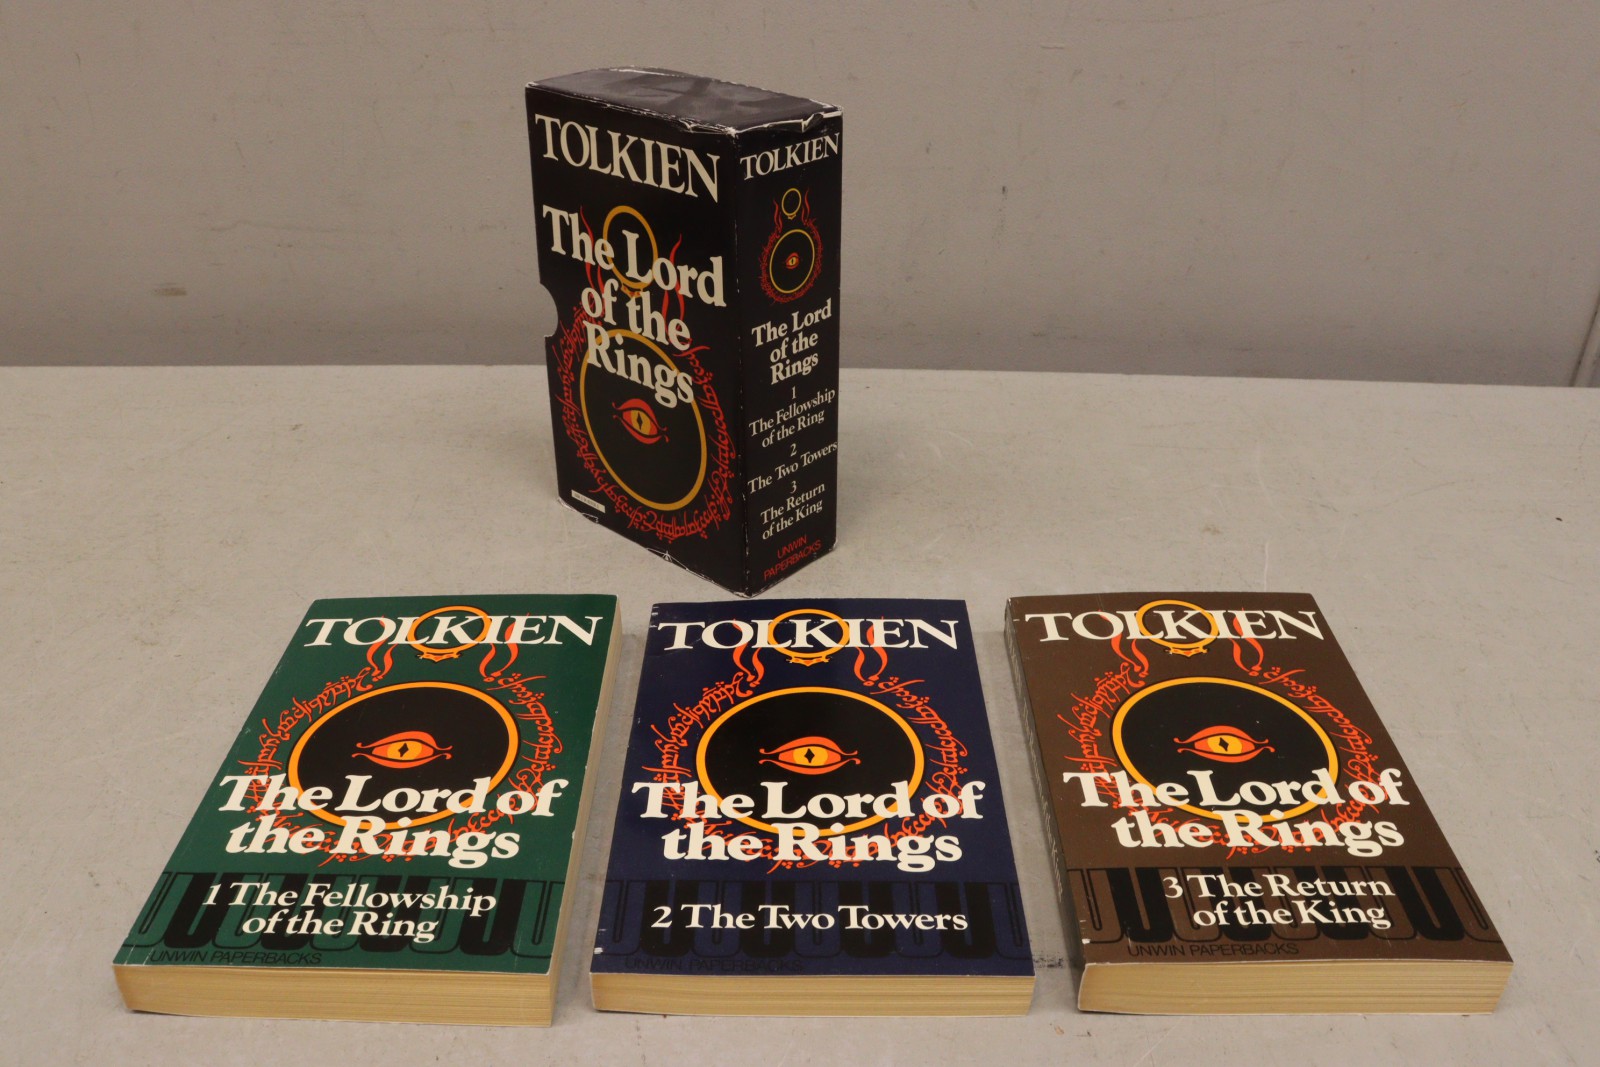 TOLKIEN
The Lord
of the
Rings
TOLKIEN
The Lord
of the
Rings
1
The Fellowship
of the Ring
2
The Two Towers
3
The Return
of the King
UNWIN
PAPERBACKS
TOLKIEN
The Lord of
the Rings
1 The Fellowship
of the Ring
UNWIN PAPERBACKS
TOLKIEN
The Lord of
the Rings
2 The Two Towers
UNWIN PAPERBACKS
TOLKIEN
The Lord of
the Rings
3 The Return
of the King
UNWIN PAPERBACKS